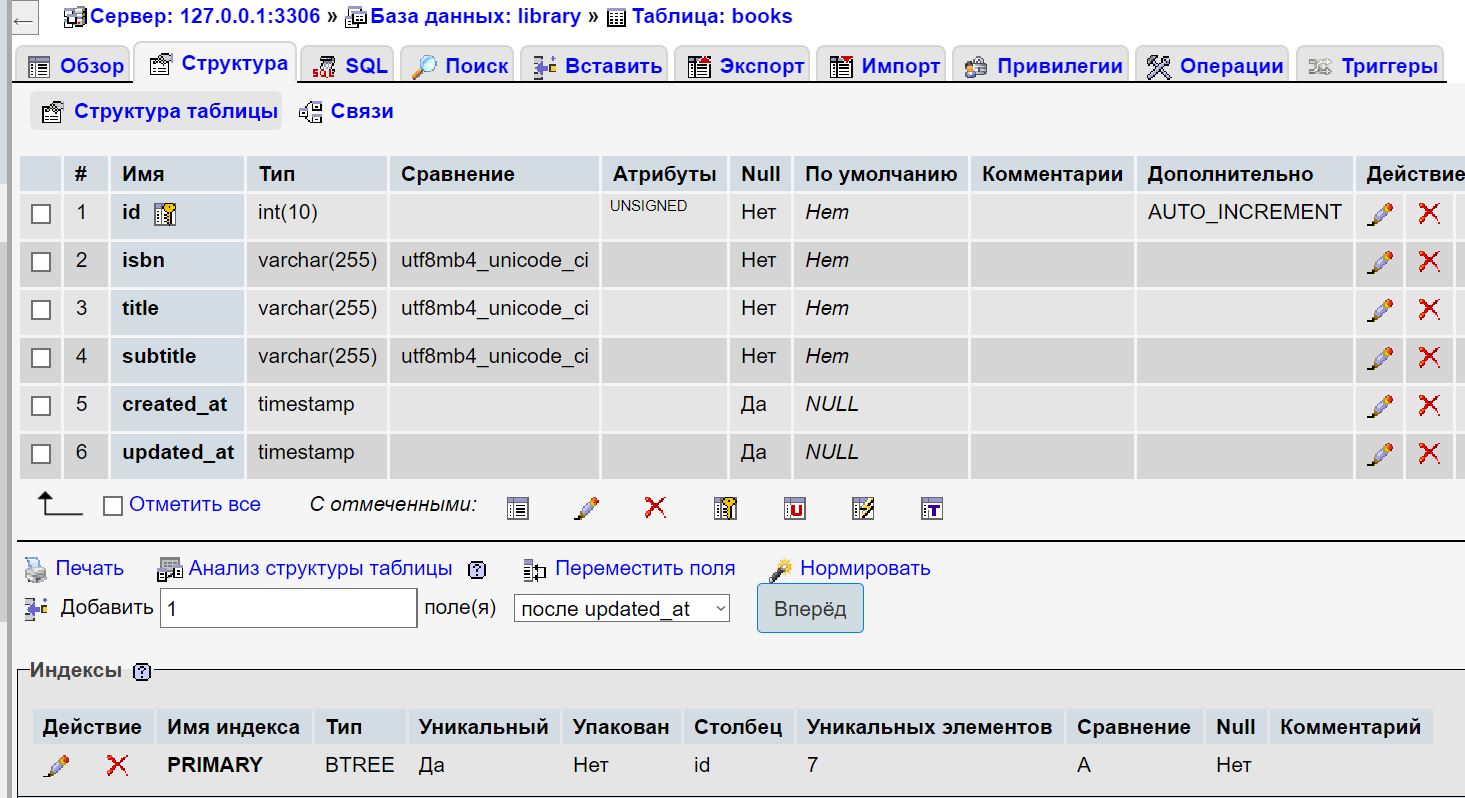 Сервер: 127.0.0.1:3306 » База данных: library » Таблица: books
Обзор Структура SQL Поиск Вставить Экспорт Импорт Привилегии Операции Триггеры
Структура таблицы Связи
# Имя Тип Сравнение Атрибуты Null По умолчанию Комментарии Дополнительно Действие
1 id int(10) UNSIGNED Нет Нет AUTO_INCREMENT
2 isbn varchar(255) utf8mb4_unicode_ci Нет Нет
3 title varchar(255) utf8mb4_unicode_ci Нет Нет
4 subtitle varchar(255) utf8mb4_unicode_ci Нет Нет
5 created_at timestamp Да NULL
6 updated_at timestamp Да NULL
Отметить все С отмеченными:
Печать Анализ структуры таблицы Переместить поля Нормировать
Добавить 1 поле(я) после updated_at Вперёд
Индексы
Действие Имя индекса Тип Уникальный Упакован Столбец Уникальных элементов Сравнение Null Комментарий
PRIMARY BTREE Да Нет id 7 A Нет